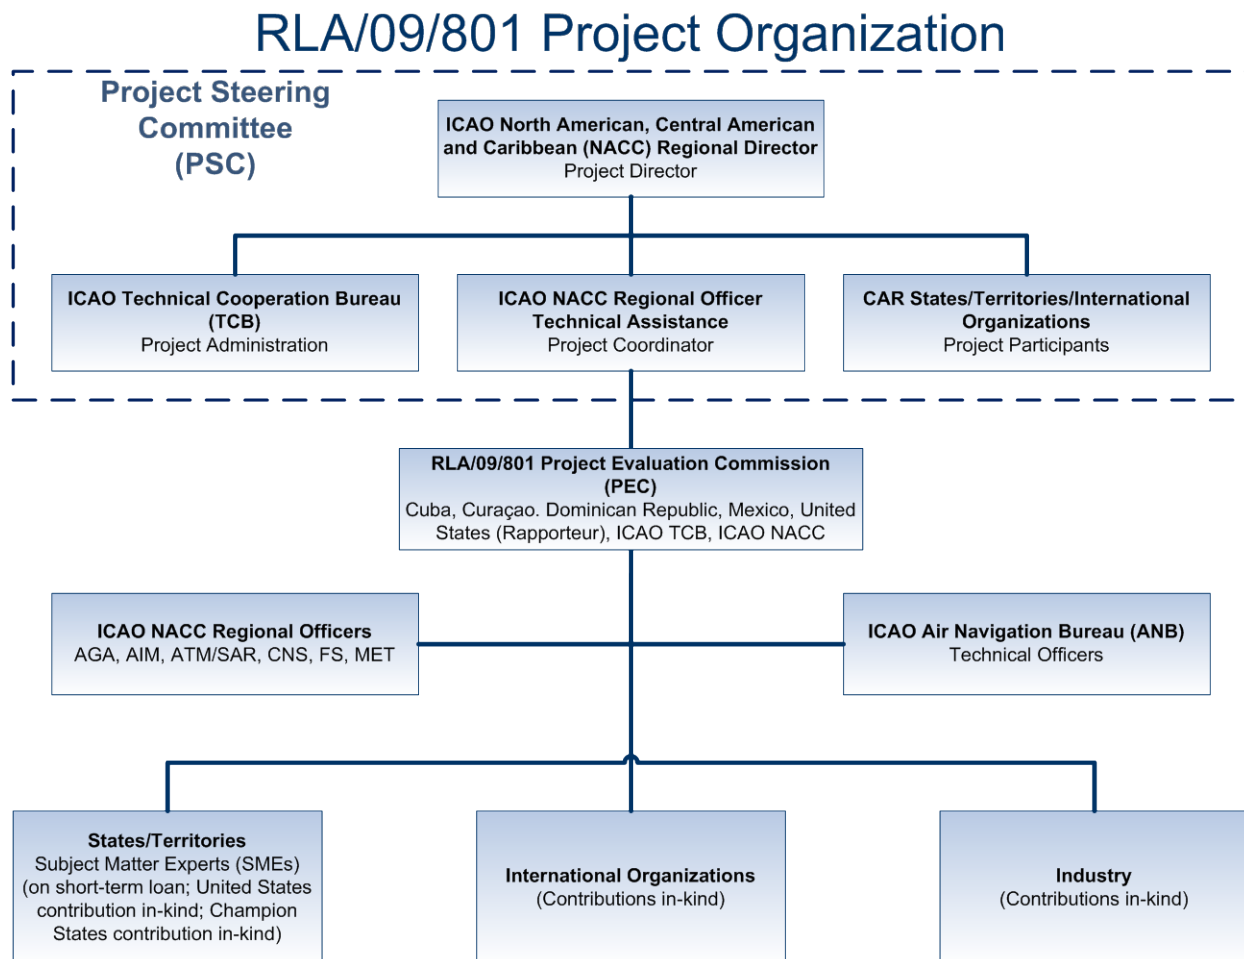 RLA/09/801 Project Organization
Project Steering
Committee
(PSC)
ICAO North American, Central American
and Caribbean (NACC) Regional Director
Project Director
ICAO Technical Cooperation Bureau
(TCB)
Project Administration
ICAO NACC Regional Officer
Technical Assistance
Project Coordinator
CAR States/Territories/International
Organizations
Project Participants
RLA/09/801 Project Evaluation Commission
(PEC)
Cuba, Curaçao. Dominican Republic, Mexico, United
States (Rapporteur), ICAO TCB, ICAO NACC
ICAO NACC Regional Officers
AGA, AIM, ATM/SAR, CNS, FS, MET
ICAO Air Navigation Bureau (ANB)
Technical Officers
States/Territories
Subject Matter Experts (SMEs)
(on short-term loan; United States
contribution in-kind; Champion
States contribution in-kind)
International Organizations
(Contributions in-kind)
Industry
(Contributions in-kind)